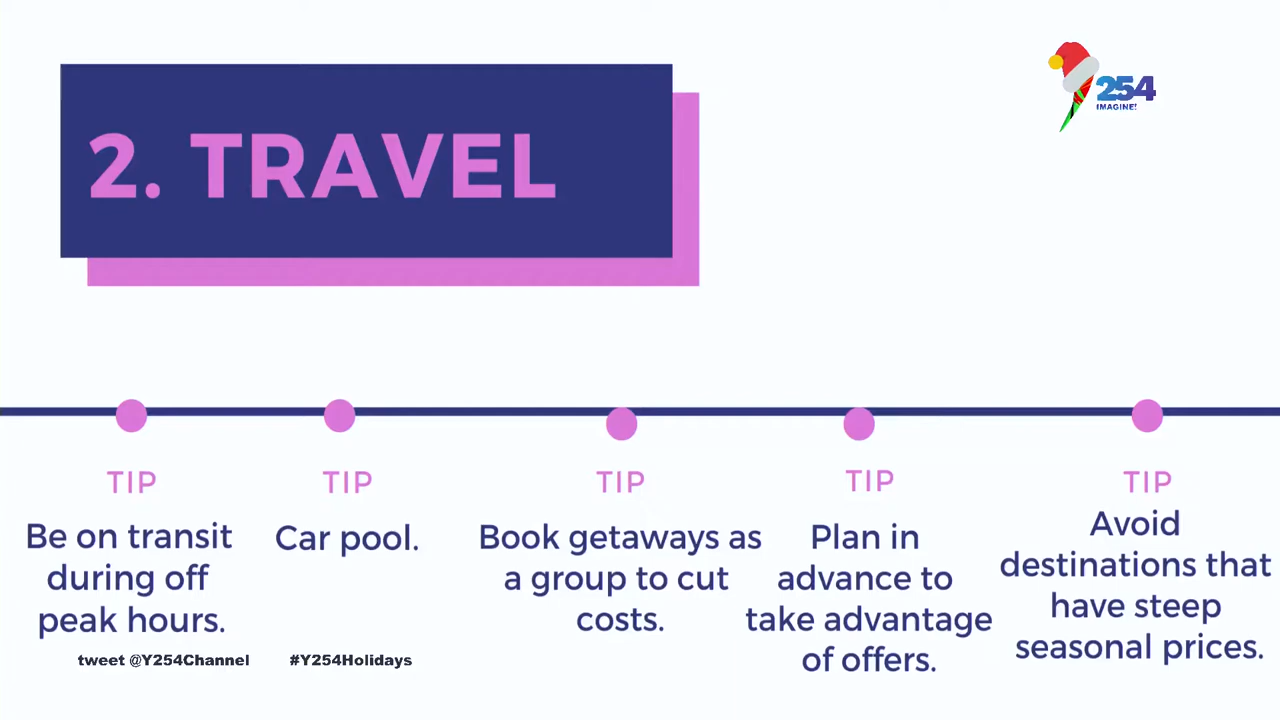 2. TRAVEL
254
IMAGINE!
TIP
Be on transit
during off
peak hours.
TIP
Car pool.
TIP
Book getaways as
a group to cut
costs.
TIP
Plan in
advance to
take advantage
of offers.
TIP
Avoid
destinations that
have steep
seasonal prices.
tweet @Y254Channel #Y254Holidays